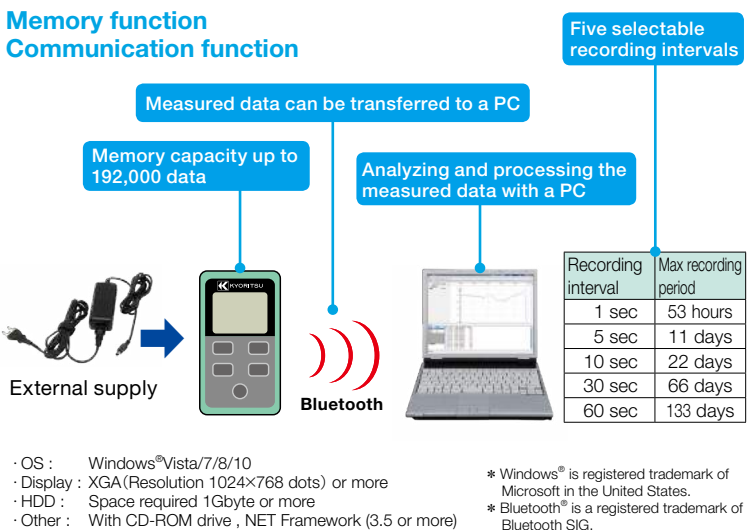 Memory function
Communication function
Five selectable
recording intervals
Measured data can be transferred to a PC
Memory capacity up to
192,000 data
Analyzing and processing the
measured data with a PC
External supply
KYORITSU
Bluetooth
Recording interval Max recording period
1 sec 53 hours
5 sec 11 days
10 sec 22 days
30 sec 66 days
60 sec 133 days
· OS : Windows®Vista/7/8/10
· Display : XGA(Resolution 1024×768 dots) or more
· HDD : Space required 1Gbyte or more
· Other : With CD-ROM drive , NET Framework (3.5 or more)
* Windows® is registered trademark of
Microsoft in the United States.
* Bluetooth® is a registered trademark of
Bluetooth SIG.